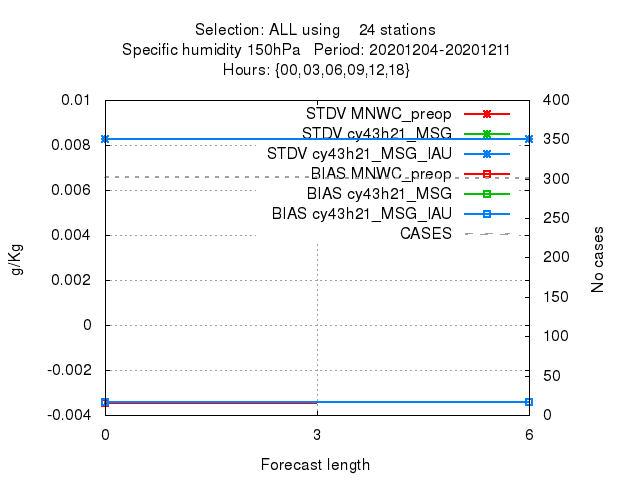 Selection: ALL using 24 stations
Specific humidity 150hPa Period: 20201204-20201211
Hours: {00,03,06,09,12,18}
0.01
0.008
0.006
0.004
0.002
0
-0.002
-0.004
g/Kg
400
350
300
250
200
150
100
50
0
No cases
STDV MNWC_preop
STDV cy43h21_MSG
STDV cy43h21_MSG_IAU
BIAS MNWC_preop
BIAS cy43h21_MSG
BIAS cy43h21_MSG_IAU
CASES
0 3 6
Forecast length